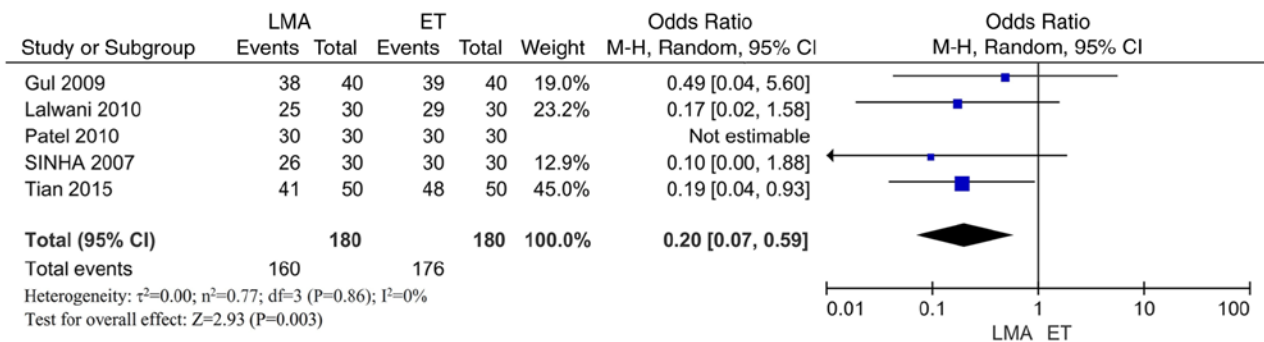 LMA ET Odds Ratio Odds Ratio
Study or Subgroup Events Total Events Total Weight M-H, Random, 95% CI M-H, Random, 95% CI
Gul 2009 38 40 39 40 19.0% 0.49 [0.04, 5.60]
Lalwani 2010 25 30 29 30 23.2% 0.17 [0.02, 1.58]
Patel 2010 30 30 30 30 Not estimable
SINHA 2007 26 30 30 30 12.9% 0.10 [0.00, 1.88]
Tian 2015 41 50 48 50 45.0% 0.19 [0.04, 0.93]
Total (95% CI) 180 180 100.0% 0.20 [0.07, 0.59]
Total events 160 176
Heterogeneity: τ²=0.00; n²=0.77; df=3 (P=0.86); I²=0%
Test for overall effect: Z=2.93 (P=0.003)
0.01 0.1 1 10 100
LMA ET